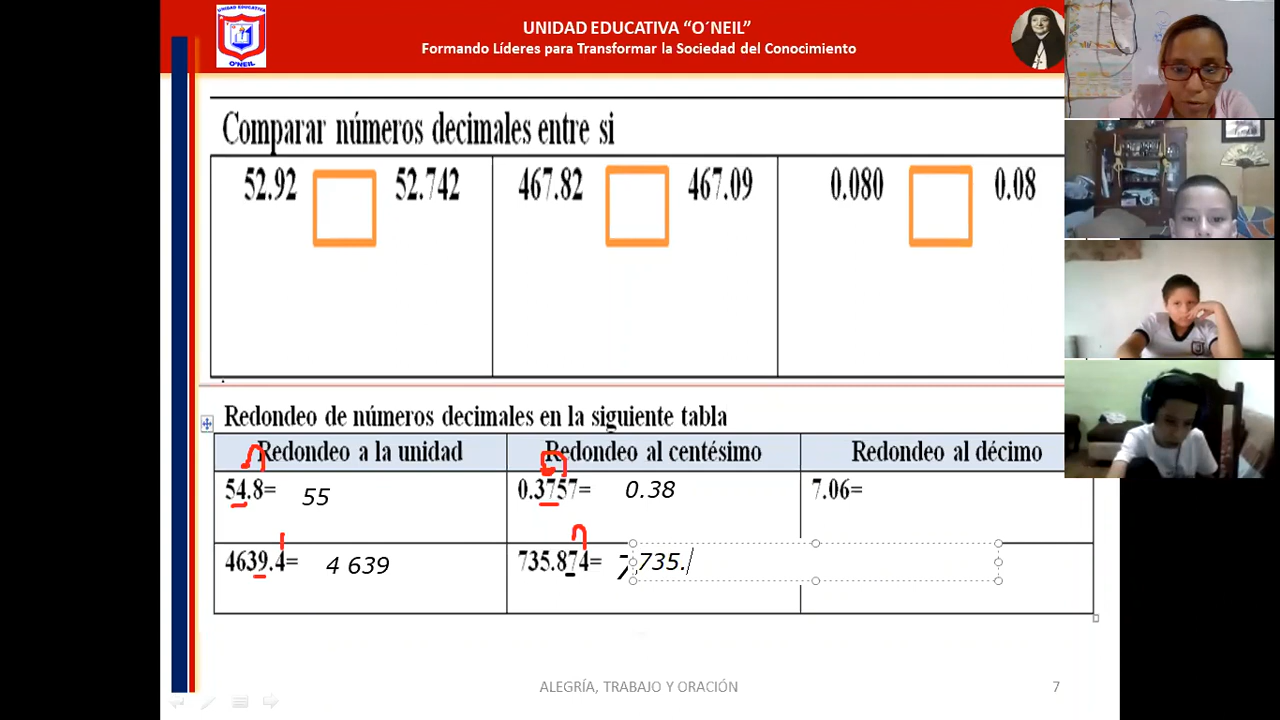 UNIDAD EDUCATIVA
O´NEIL
UNIDAD EDUCATIVA “O´NEIL”
Formando Líderes para Transformar la Sociedad del Conocimiento
Comparar números decimales entre si
52.92 52.742 467.82 467.09 0.080 0.08
Redondeo de números decimales en la siguiente tabla
Redondeo a la unidad Redondeo al centésimo Redondeo al décimo
54.8= 55 0.3757= 0.38 7.06=
4639.4= 4 639 735.874= 735.
ALEGRÍA, TRABAJO Y ORACIÓN 7